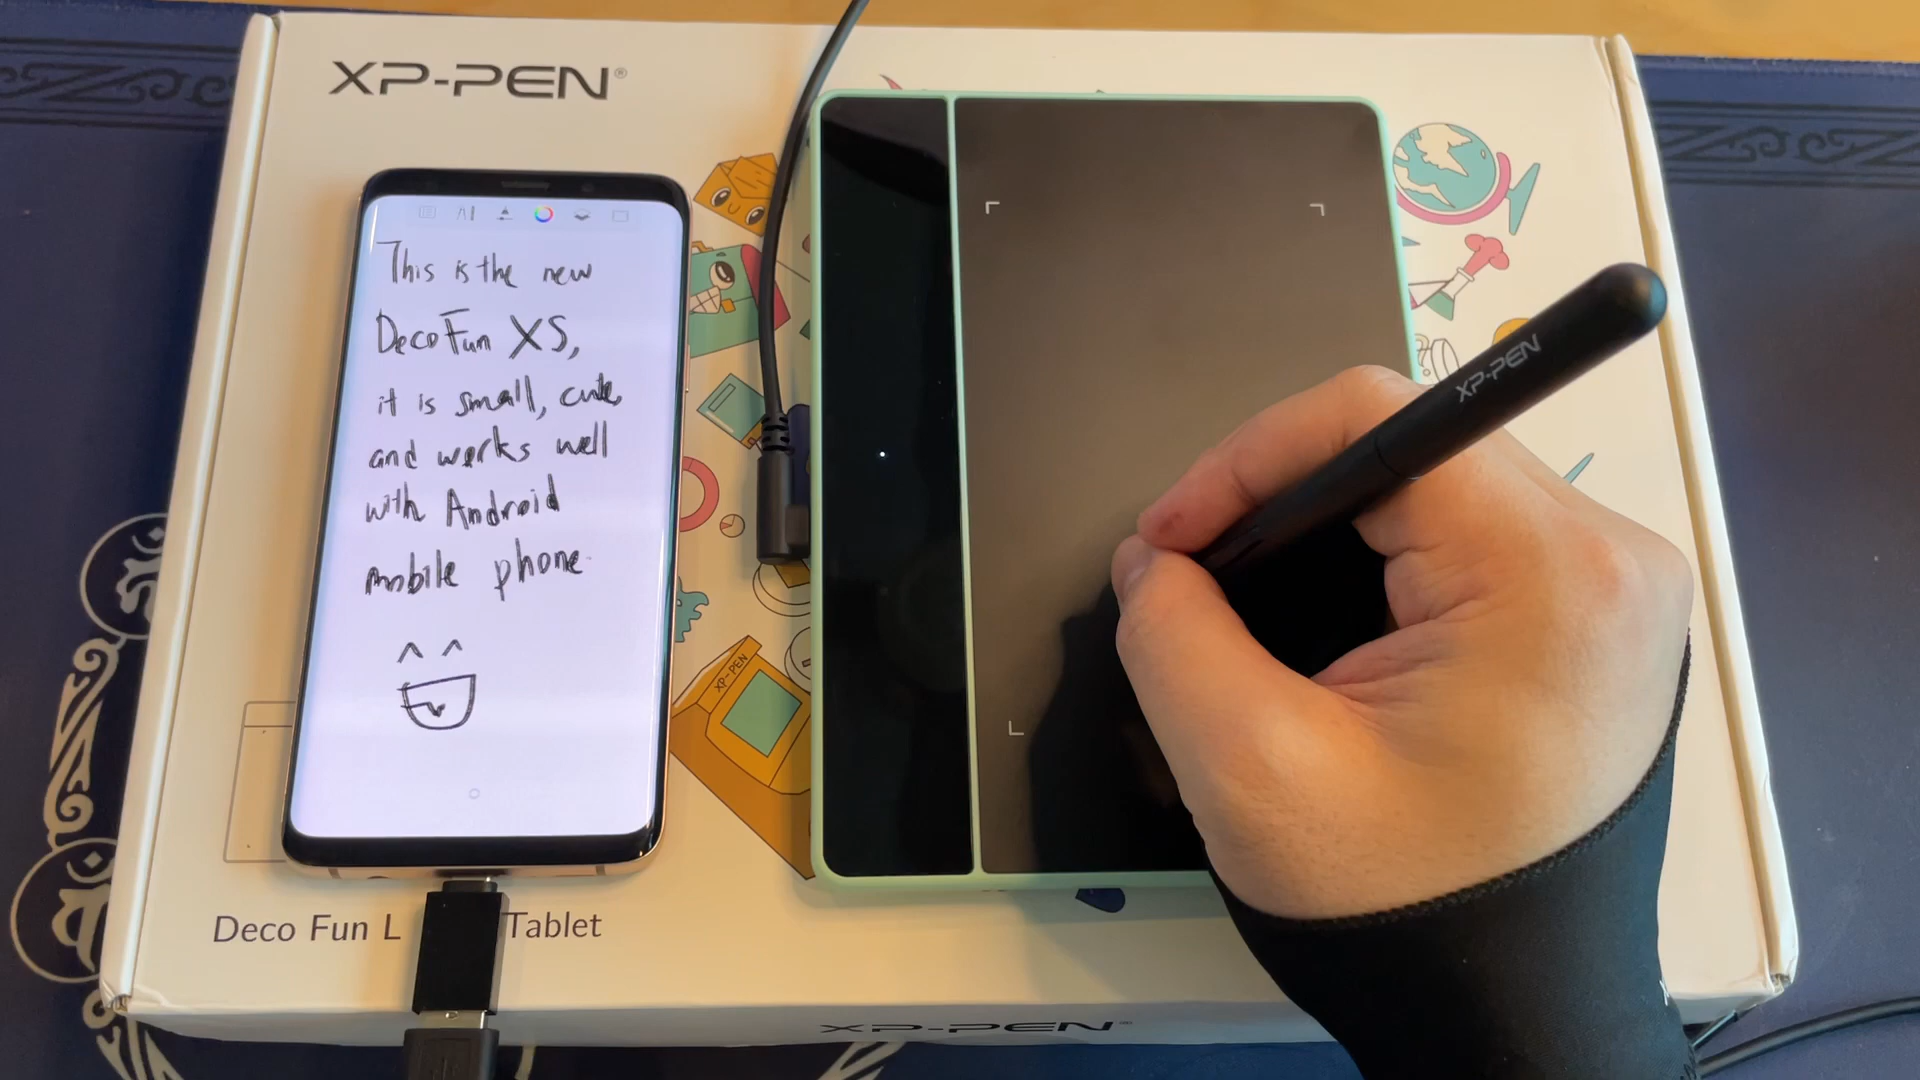 XP-PEN®
This is the new
Deco Fun XS,
it is small, cute,
and works well
with Android
mobile phone.
XP-PEN
XP-PEN
Deco Fun L Tablet
XP-PEN®